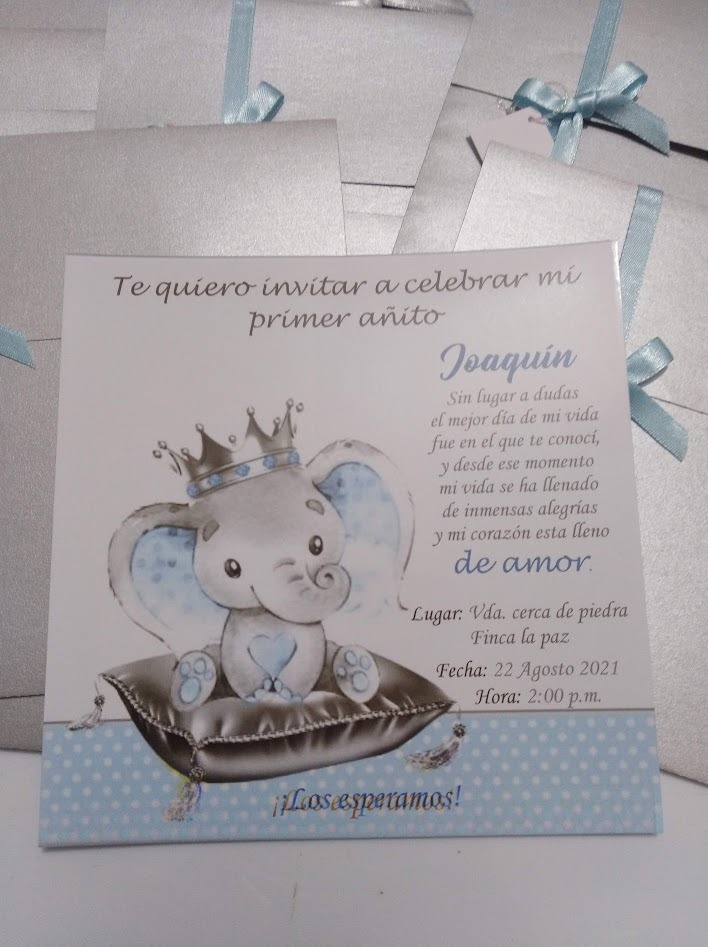 Te quiero invitar a celebrar mi
primer añito
Joaquín
Sin lugar a dudas
el mejor día de mi vida
fue en el que te conocí,
y desde ese momento
mi vida se ha llenado
de inmensas alegrías
y mi corazón esta lleno
de amor.
Lugar: Vda. cerca de piedra
Finca la paz
Fecha: 22 Agosto 2021
Hora: 2:00 p.m.
¡Los esperamos!